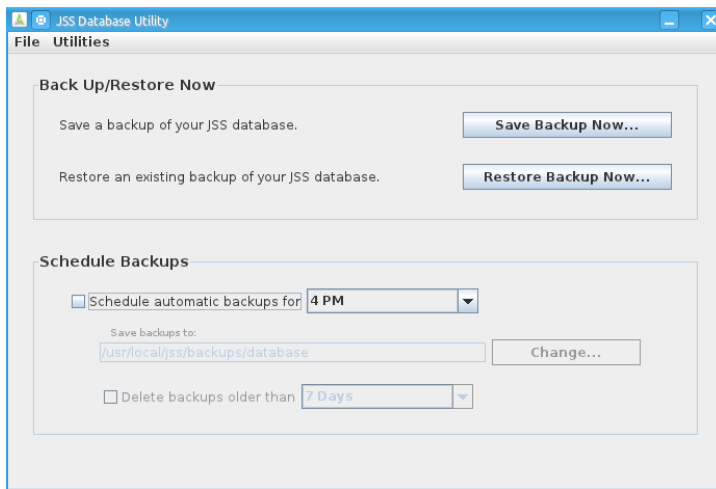 JSS Database Utility
File Utilities
Back Up/Restore Now
Save a backup of your JSS database.
Save Backup Now...
Restore an existing backup of your JSS database.
Restore Backup Now...
Schedule Backups
Schedule automatic backups for 4 PM
Save backups to:
/usr/local/jss/backups/database
Change...
Delete backups older than 7 Days